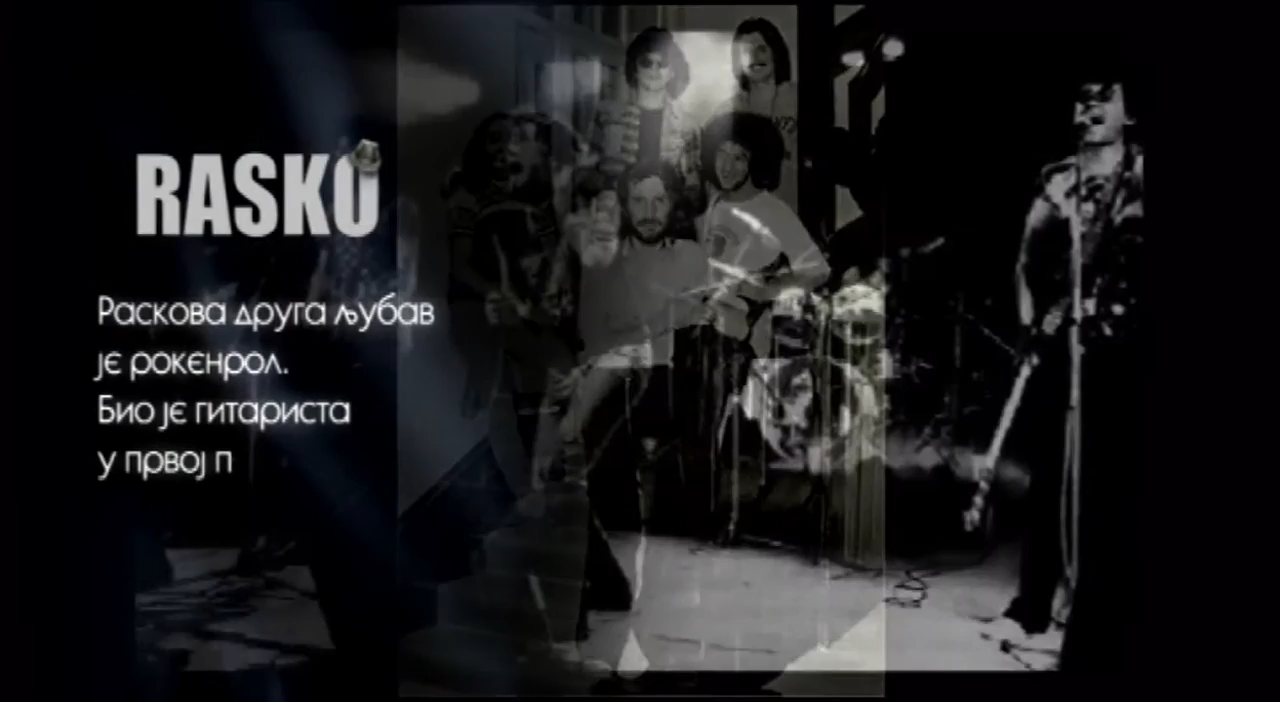 RASKO
Раскова друга љубав
је рокенрол.
Био је гитариста
у првој п